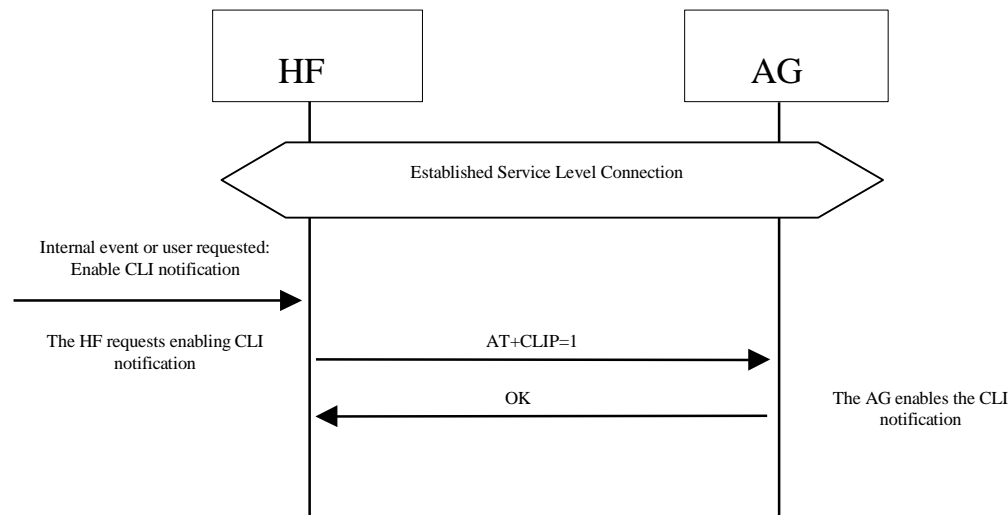 HF
AG
Established Service Level Connection
Internal event or user requested:
Enable CLI notification
The HF requests enabling CLI
notification
AT+CLIP=1
OK
The AG enables the CLI
notification